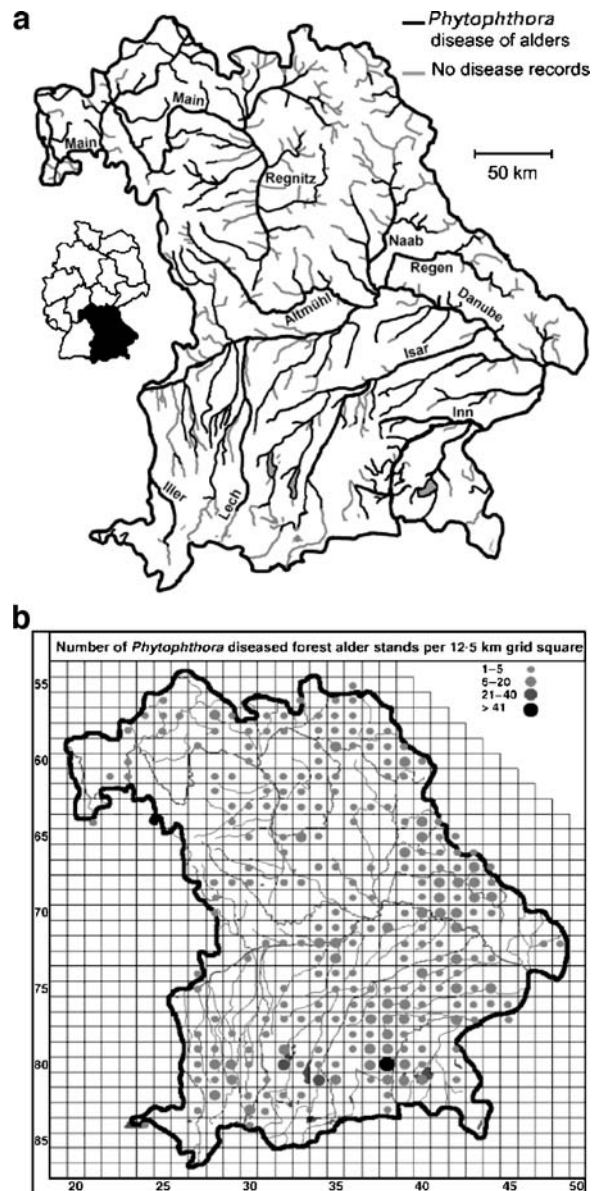 a
Phytophthora
disease of alders
No disease records
50 km
Main
Main
Regnitz
Naab
Regen
Danube
Altmühl
Isar
Inn
Iller
Lech
b
Number of Phytophthora diseased forest alder stands per 12·5 km grid square
1–5
6–20
21–40
> 41
55
60
65
70
75
80
85
20 25 30 35 40 45 50